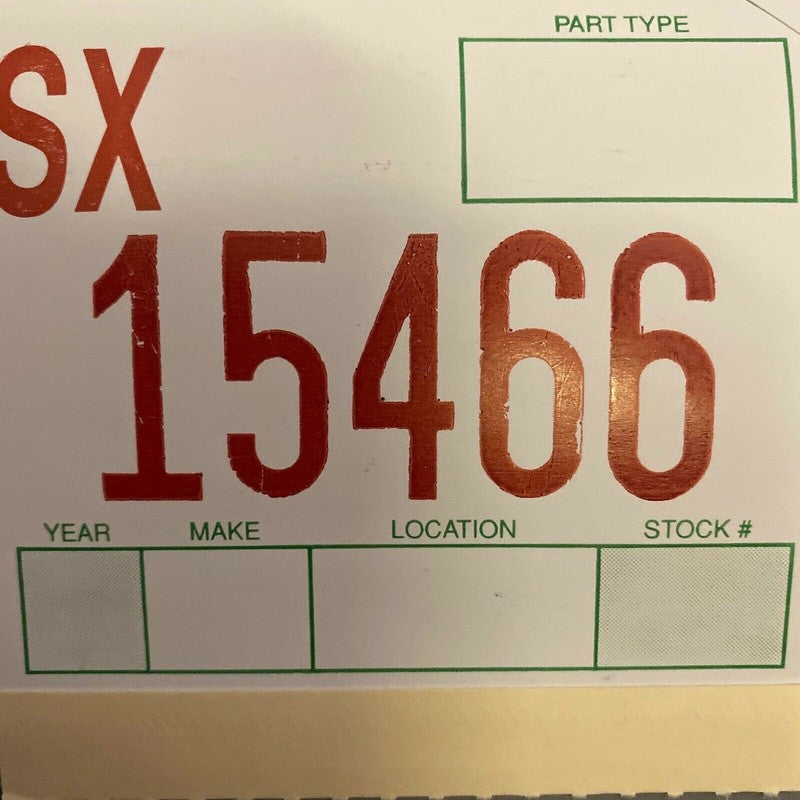 PART TYPE
SX
15466
YEAR MAKE LOCATION STOCK #